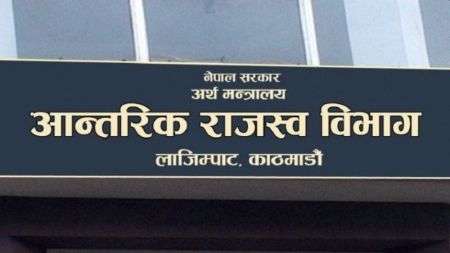 नेपाल सरकार
अर्थ मन्त्रालय
आन्तरिक राजस्व विभाग
लाजिम्पाट, काठमाडौं